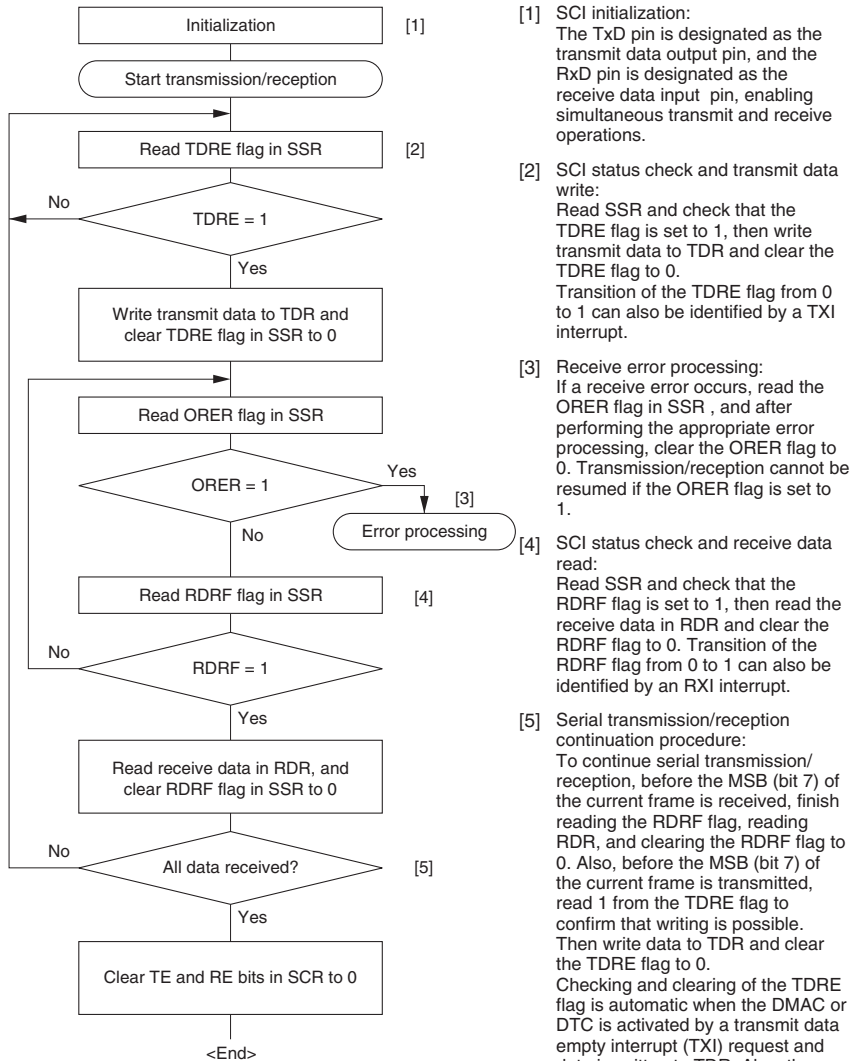 Initialization
[1]
Start transmission/reception
Read TDRE flag in SSR
[2]
No
TDRE = 1
Yes
Write transmit data to TDR and
clear TDRE flag in SSR to 0
Read ORER flag in SSR
ORER = 1
Yes
[3]
Error processing
No
Read RDRF flag in SSR
[4]
No
RDRF = 1
Yes
Read receive data in RDR, and
clear RDRF flag in SSR to 0
No
All data received?
[5]
Yes
Clear TE and RE bits in SCR to 0
<End>
[1] SCI initialization:
The TxD pin is designated as the
transmit data output pin, and the
RxD pin is designated as the
receive data input pin, enabling
simultaneous transmit and receive
operations.
[2] SCI status check and transmit data
write:
Read SSR and check that the
TDRE flag is set to 1, then write
transmit data to TDR and clear the
TDRE flag to 0.
Transition of the TDRE flag from 0
to 1 can also be identified by a TXI
interrupt.
[3] Receive error processing:
If a receive error occurs, read the
ORER flag in SSR , and after
performing the appropriate error
processing, clear the ORER flag to
0. Transmission/reception cannot be
resumed if the ORER flag is set to
1.
[4] SCI status check and receive data
read:
Read SSR and check that the
RDRF flag is set to 1, then read the
receive data in RDR and clear the
RDRF flag to 0. Transition of the
RDRF flag from 0 to 1 can also be
identified by an RXI interrupt.
[5] Serial transmission/reception
continuation procedure:
To continue serial transmission/
reception, before the MSB (bit 7) of
the current frame is received, finish
reading the RDRF flag, reading
RDR, and clearing the RDRF flag to
0. Also, before the MSB (bit 7) of
the current frame is transmitted,
read 1 from the TDRE flag to
confirm that writing is possible.
Then write data to TDR and clear
the TDRE flag to 0.
Checking and clearing of the TDRE
flag is automatic when the DMAC or
DTC is activated by a transmit data
empty interrupt (TXI) request and